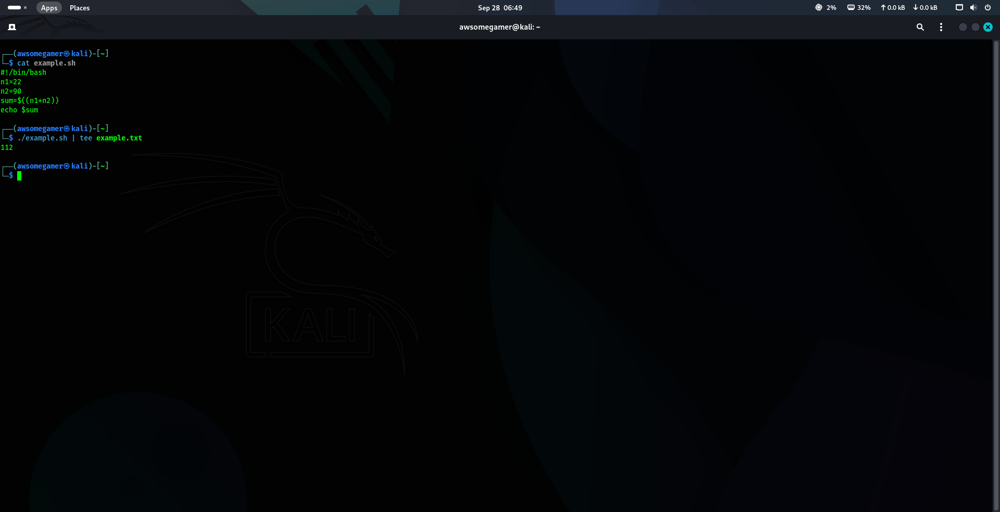 Apps Places Sep 28 06:49 2% 32% ↑ 0.0 kB ↓ 0.0 kB
awsomegamer@kali: ~
┌──(awsomegamer㉿kali)-[~]
└─$ cat example.sh
#!/bin/bash
n1=22
n2=90
sum=$((n1+n2))
echo $sum
┌──(awsomegamer㉿kali)-[~]
└─$ ./example.sh | tee example.txt
112
┌──(awsomegamer㉿kali)-[~]
└─$
KALI